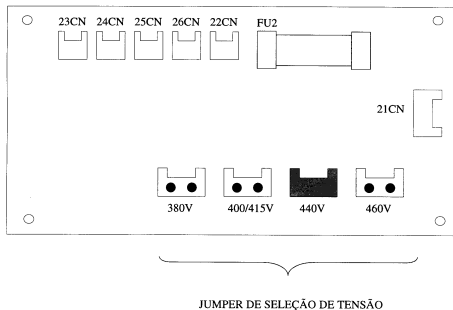 23CN 24CN 25CN 26CN 22CN FU2
21CN
380V 400/415V 440V 460V
JUMPER DE SELEÇÃO DE TENSÃO